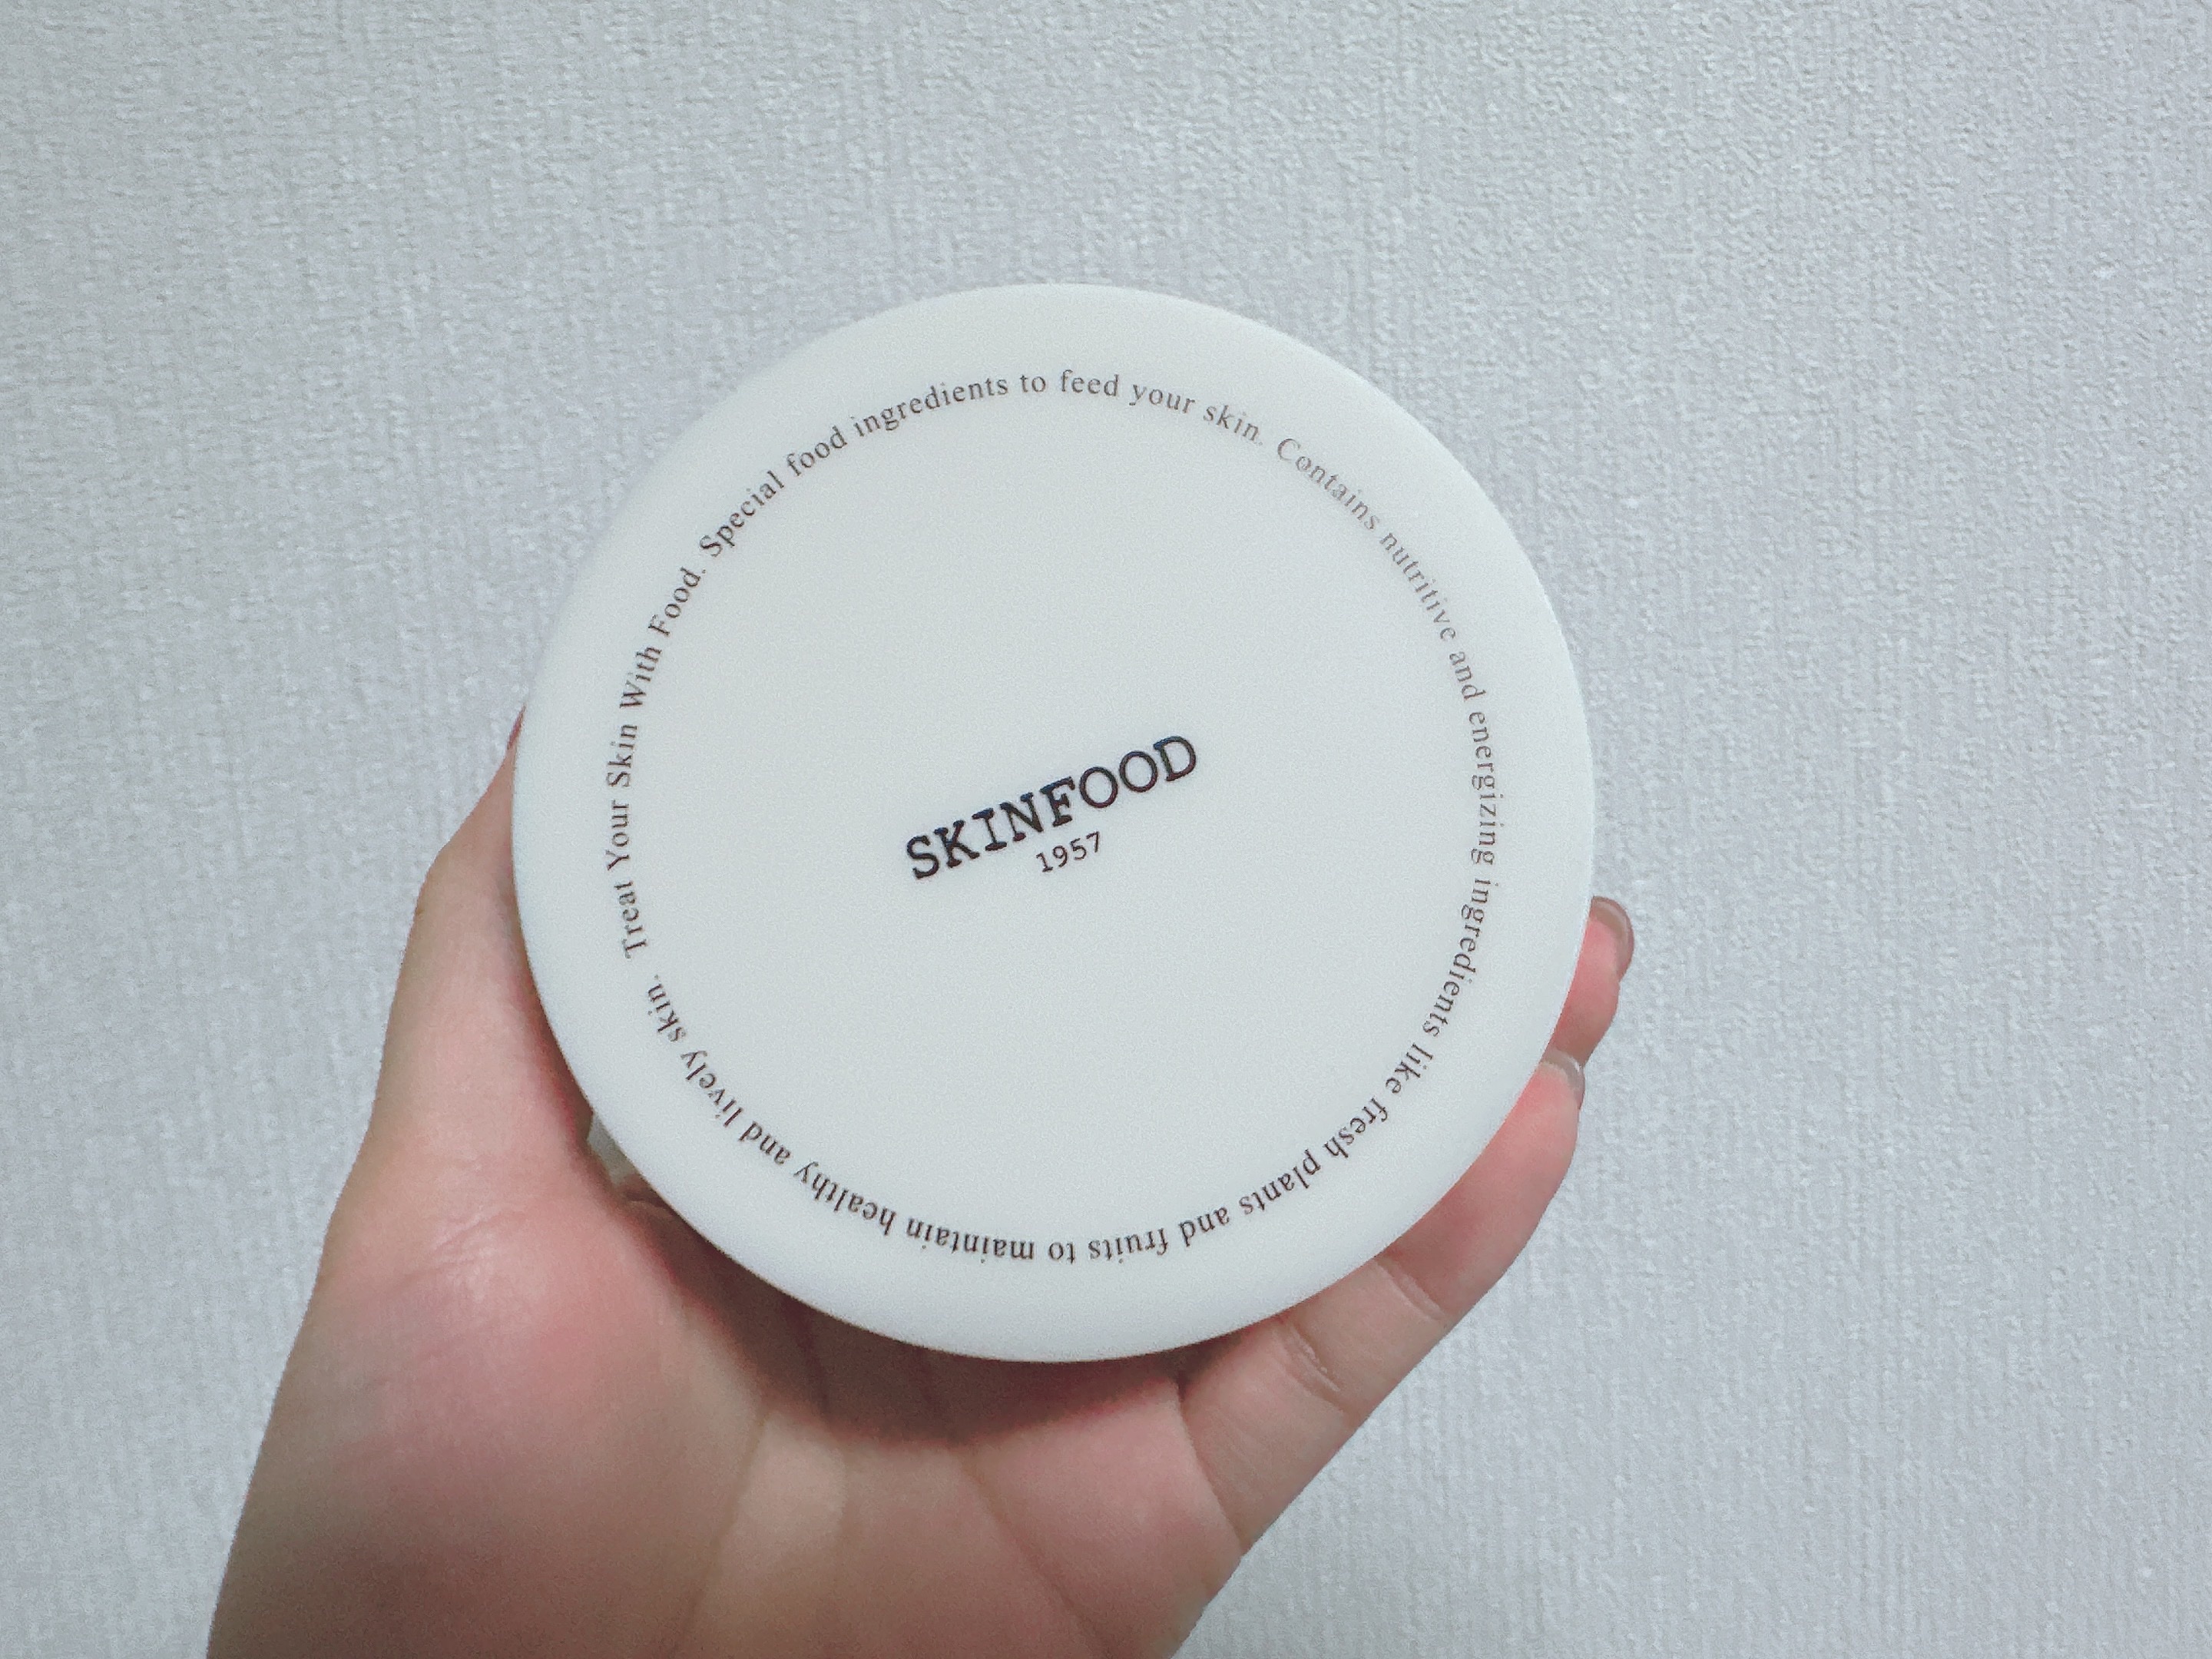 SKINFOOD
1957
Treat Your Skin With Food. Special food ingredients to feed your skin. Contains nutritive and energizing ingredients like fresh plants and fruits to maintain healthy and lively skin.